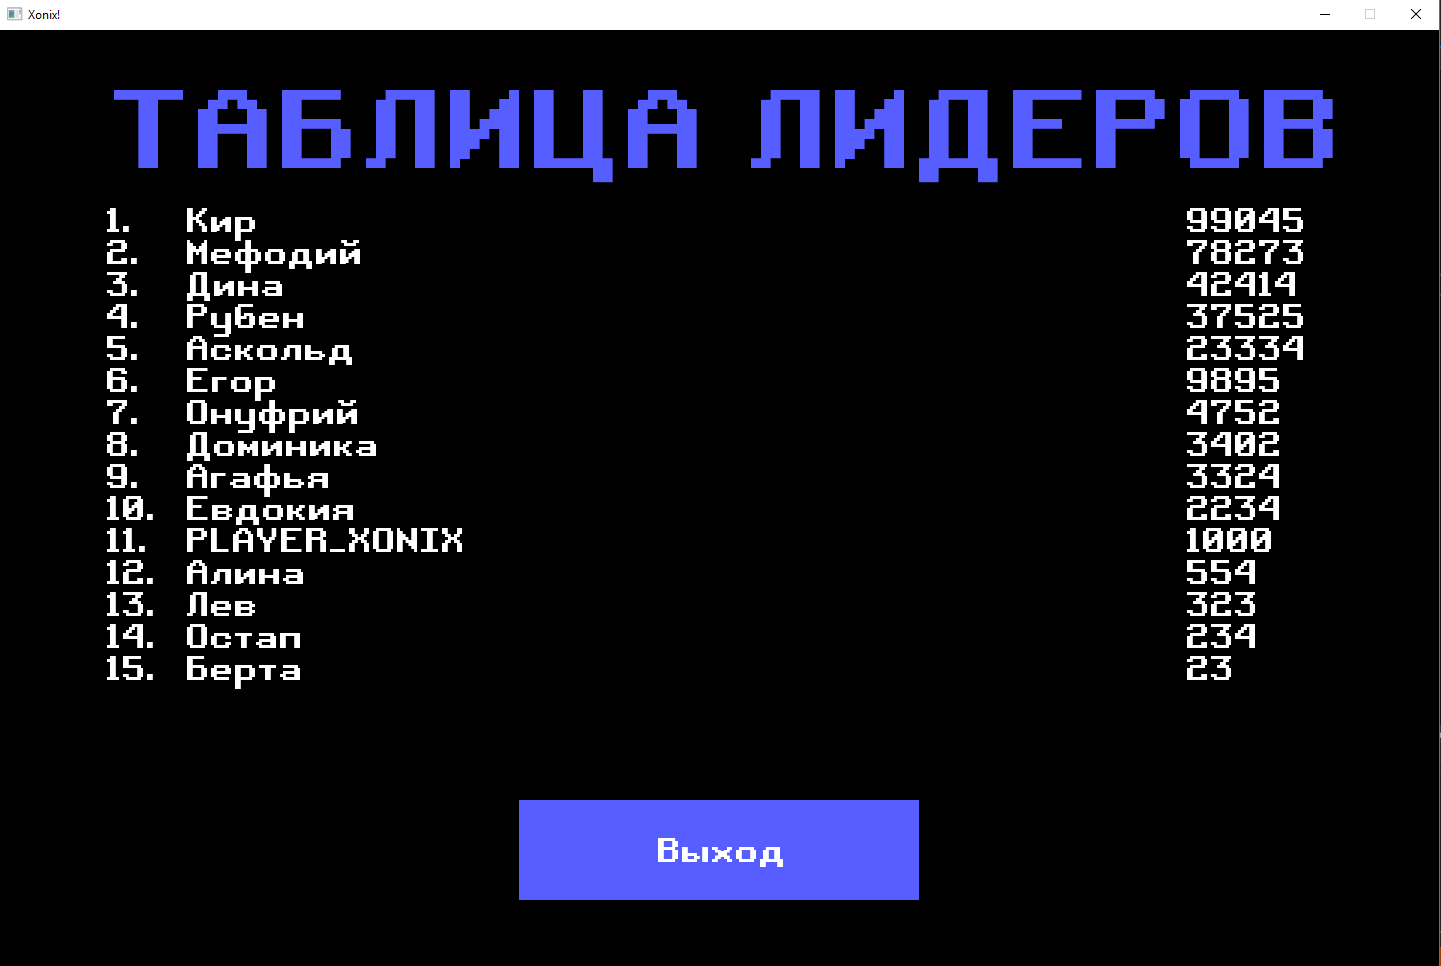 Xonix!
ТАБЛИЦА ЛИДЕРОВ
1. Кир 99045
2. Мефодий 78273
3. Дина 42414
4. Рубен 37525
5. Аскольд 23334
6. Егор 9895
7. Онуфрий 4752
8. Доминика 3402
9. Агафья 3324
10. Евдокия 2234
11. PLAYER_XONIX 1000
12. Алина 554
13. Лев 323
14. Остап 234
15. Берта 23
Выход